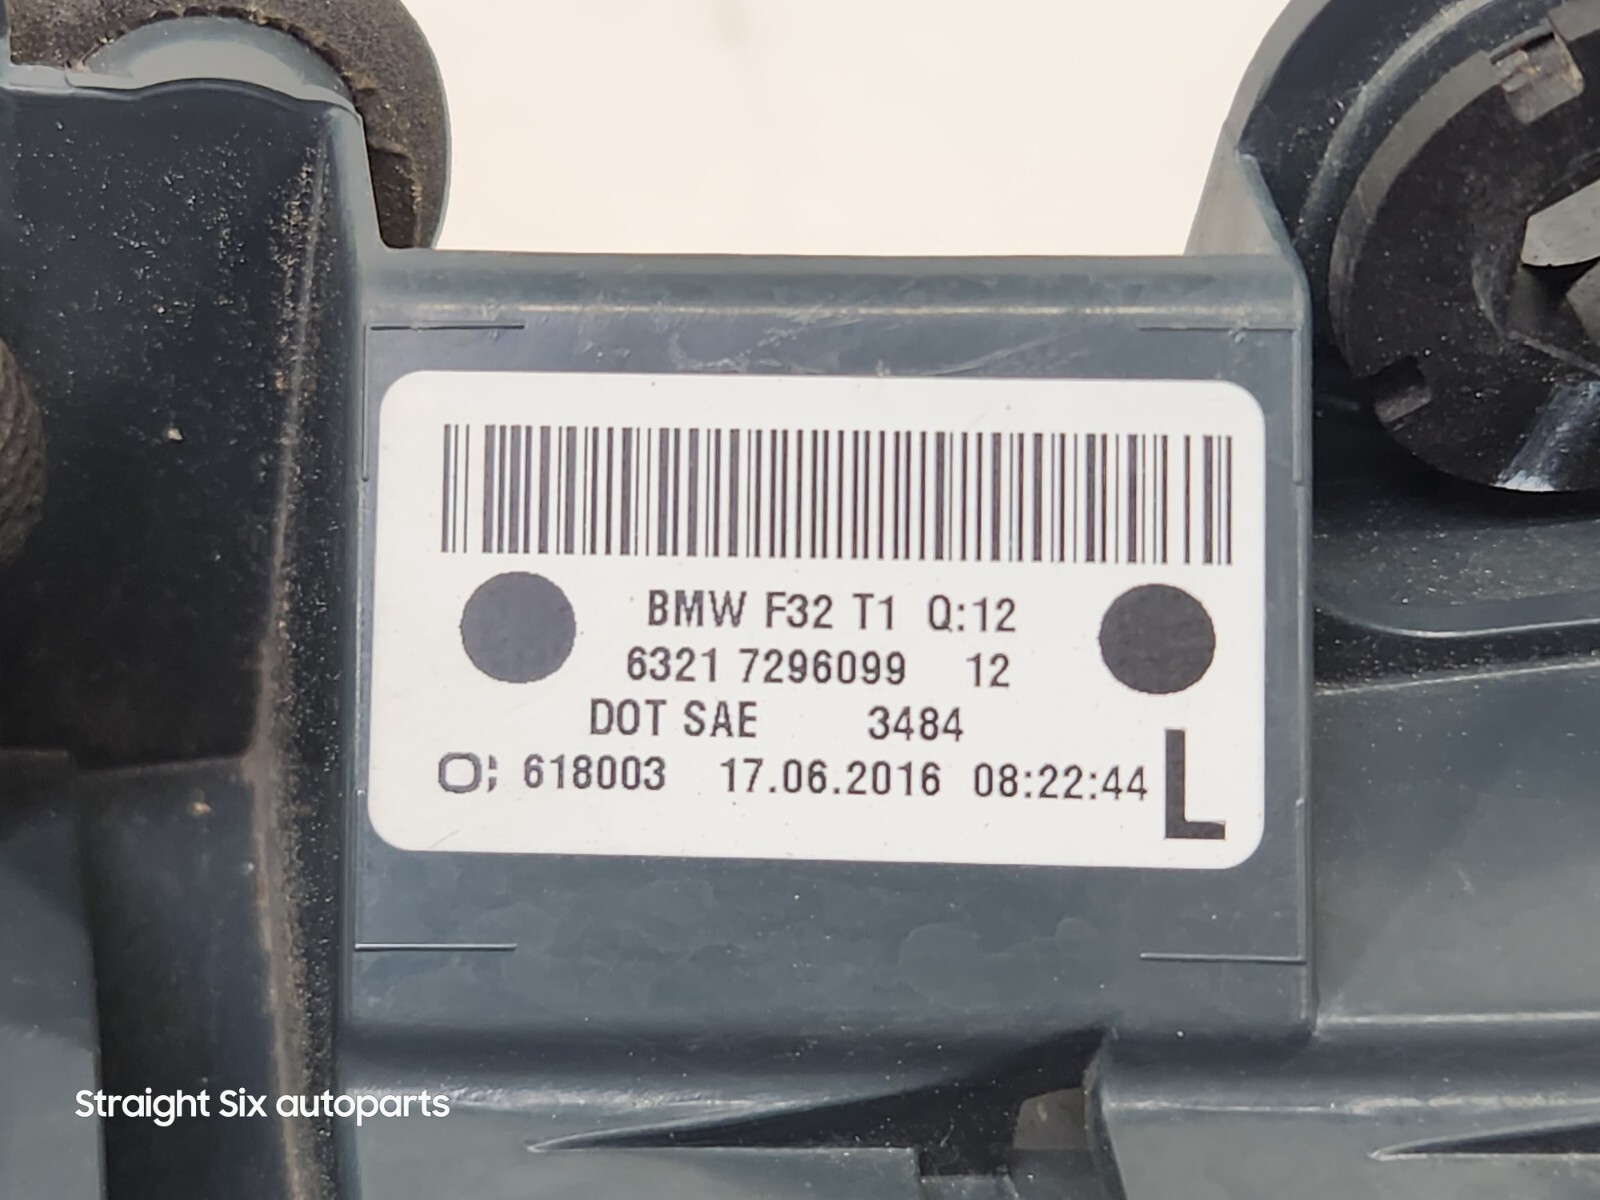 BMW F32 T1 Q:12
6321 7296099 12
DOT SAE 3484
618003 17.06.2016 08:22:44
L
Straight Six autoparts